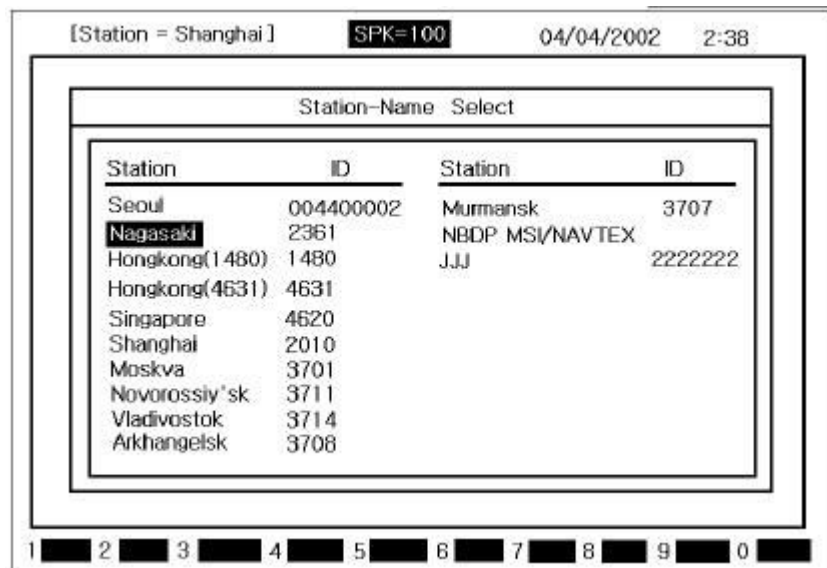 [Station = Shanghai] SPK=100 04/04/2002 2:38
Station-Name Select
Station ID
Seoul 004400002
Nagasaki 2361
Hongkong(1480) 1480
Hongkong(4631) 4631
Singapore 4620
Shanghai 2010
Moskva 3701
Novorossiy'sk 3711
Vladivostok 3714
Arkhangelsk 3708
Station ID
Murmansk 3707
NBDP MSI/NAVTEX
JJJ 2222222
1 2 3 4 5 6 7 8 9 0